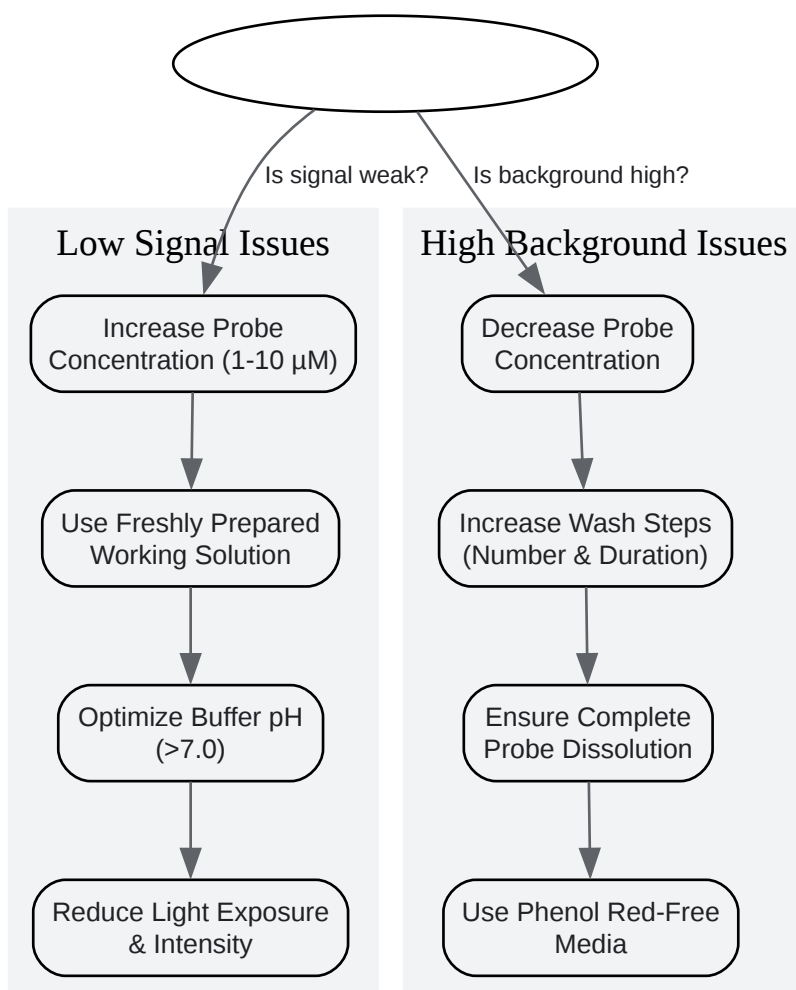 Is signal weak?
Is background high?
Low Signal Issues
Increase Probe
Concentration (1-10 µM)
Use Freshly Prepared
Working Solution
Optimize Buffer pH
(>7.0)
Reduce Light Exposure
& Intensity
High Background Issues
Decrease Probe
Concentration
Increase Wash Steps
(Number & Duration)
Ensure Complete
Probe Dissolution
Use Phenol Red-Free
Media